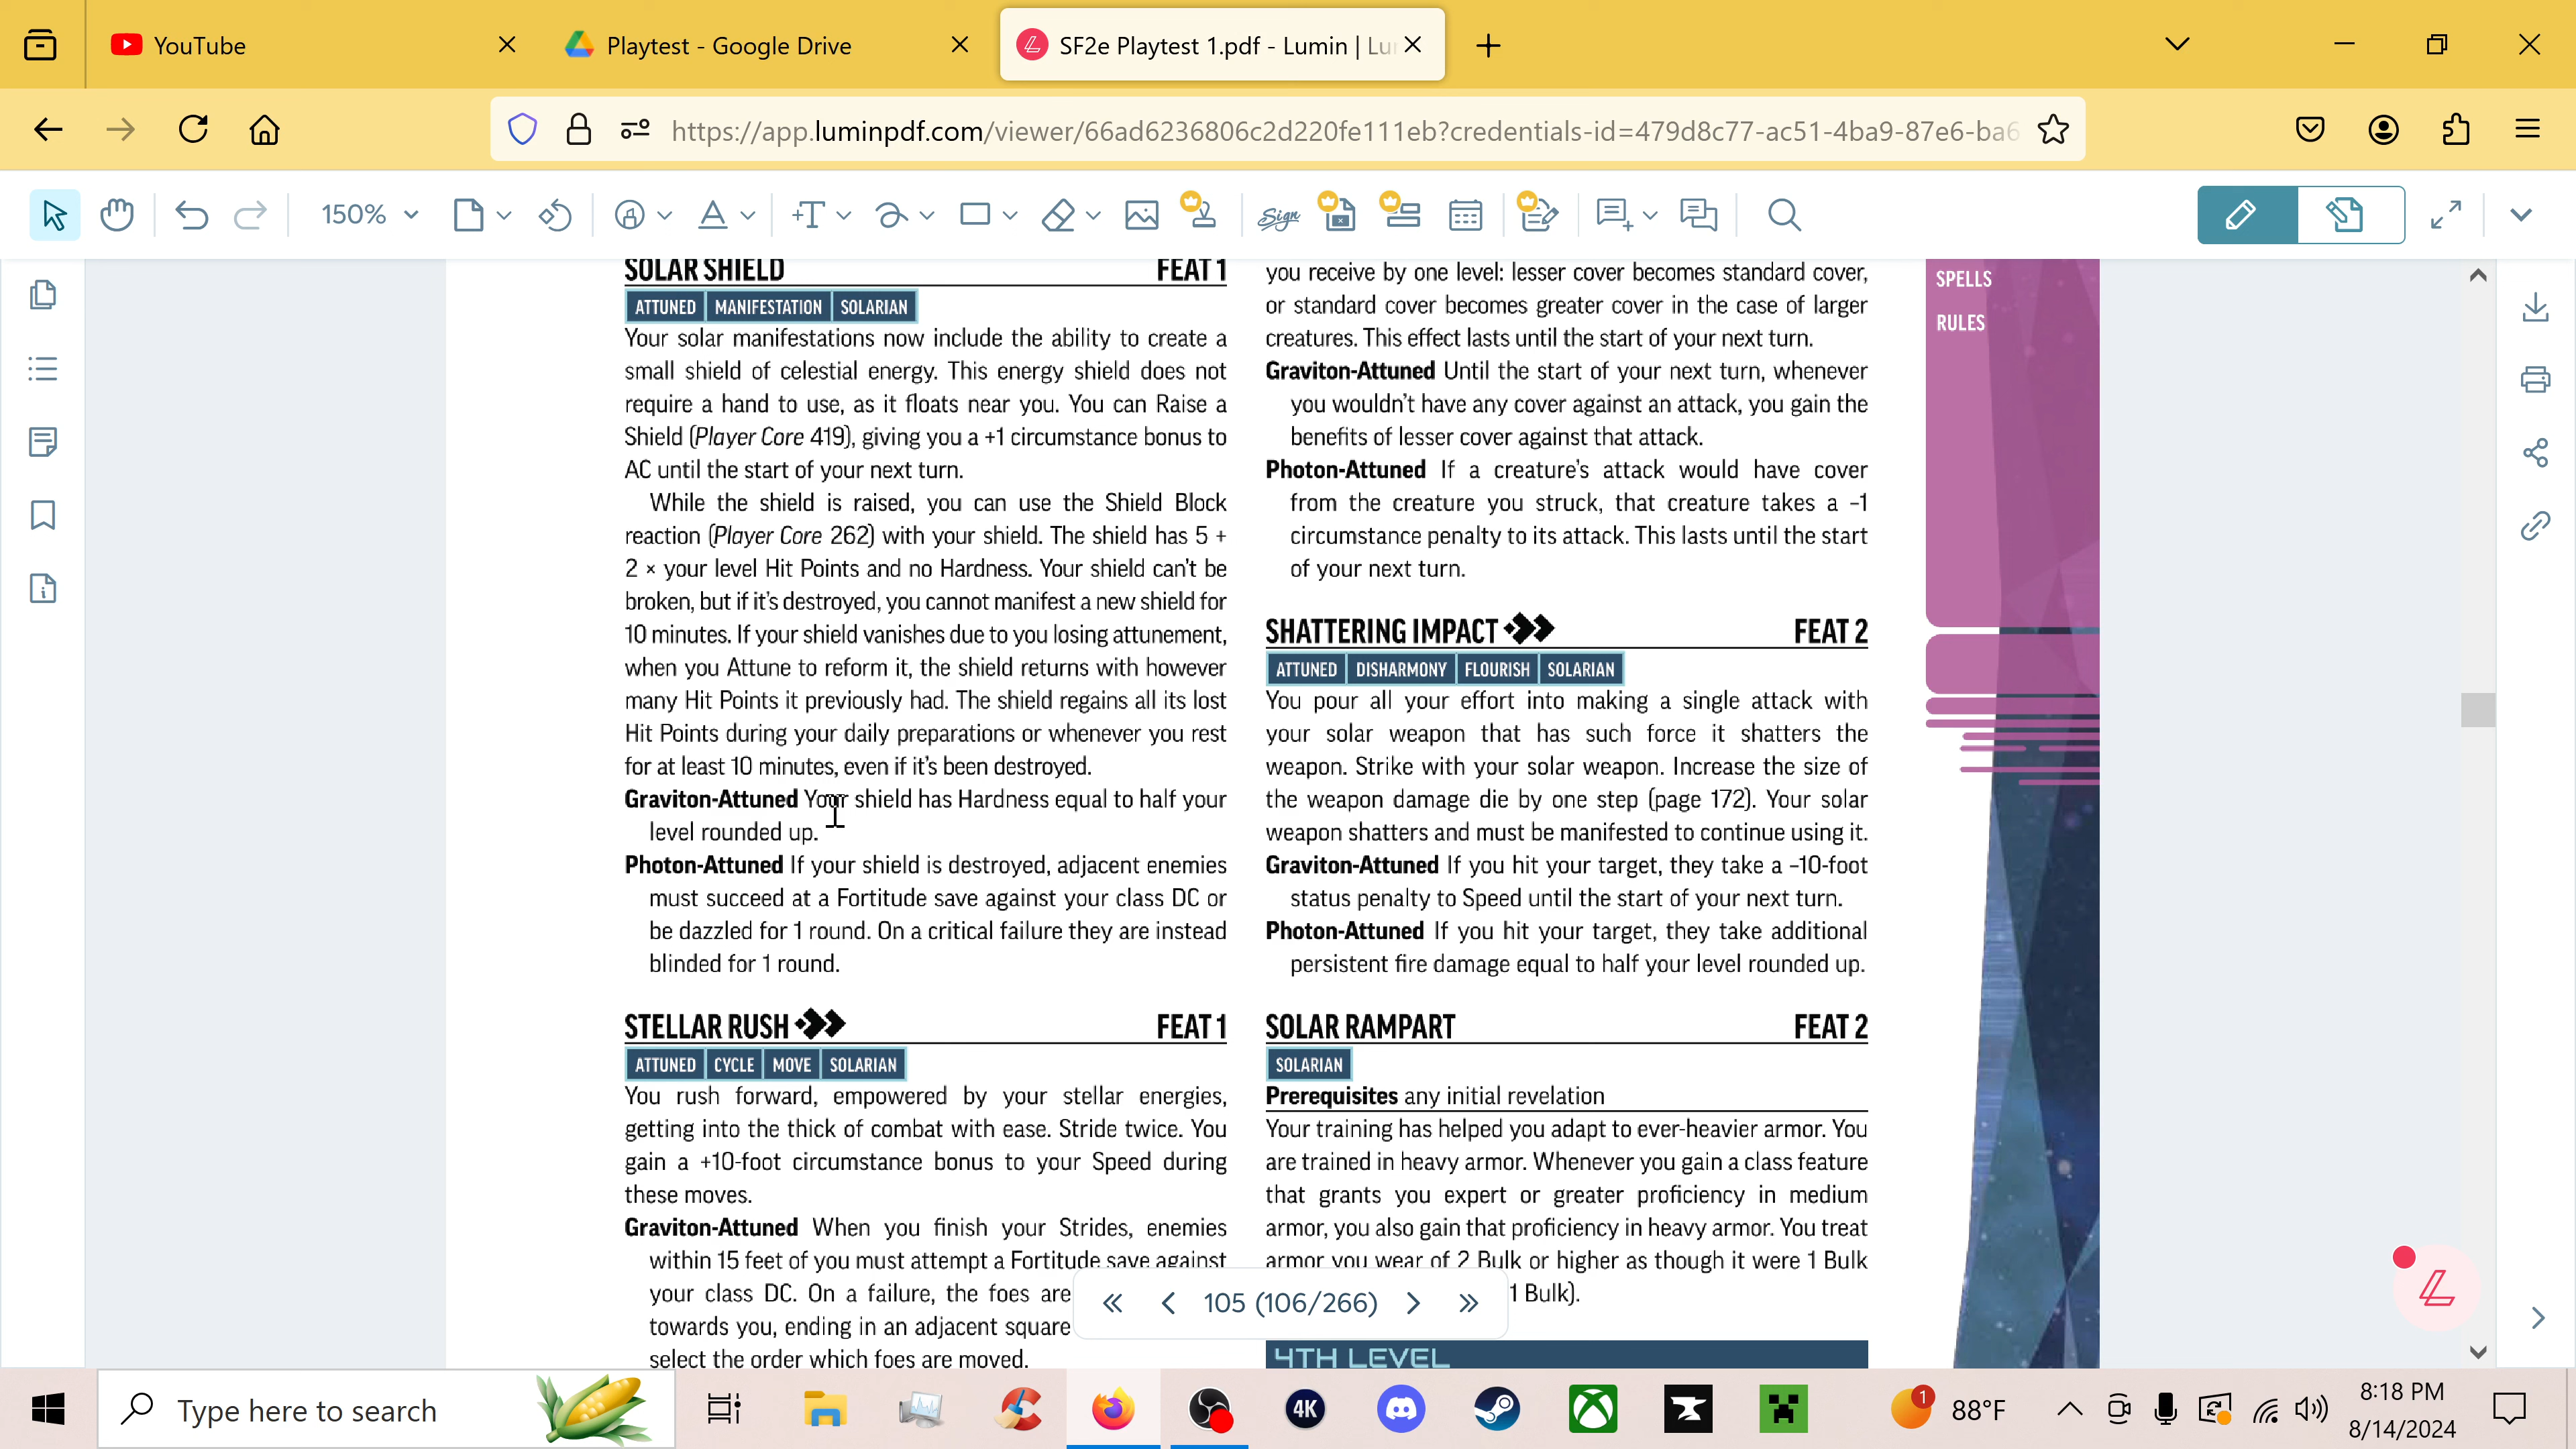 YouTube
Playtest - Google Drive
SF2e Playtest 1.pdf - Lumin | Lu
https://app.luminpdf.com/viewer/66ad6236806c2d220fe111eb?credentials-id=479d8c77-ac51-4ba9-87e6-ba6
150%
Sign
SOLAR SHIELD FEAT 1
ATTUNED MANIFESTATION SOLARIAN
Your solar manifestations now include the ability to create a
small shield of celestial energy. This energy shield does not
require a hand to use, as it floats near you. You can Raise a
Shield (Player Core 419), giving you a +1 circumstance bonus to
AC until the start of your next turn.
While the shield is raised, you can use the Shield Block
reaction (Player Core 262) with your shield. The shield has 5 +
2 × your level Hit Points and no Hardness. Your shield can't be
broken, but if it's destroyed, you cannot manifest a new shield for
10 minutes. If your shield vanishes due to you losing attunement,
when you Attune to reform it, the shield returns with however
many Hit Points it previously had. The shield regains all its lost
Hit Points during your daily preparations or whenever you rest
for at least 10 minutes, even if it's been destroyed.
Graviton-Attuned Your shield has Hardness equal to half your
level rounded up.
Photon-Attuned If your shield is destroyed, adjacent enemies
must succeed at a Fortitude save against your class DC or
be dazzled for 1 round. On a critical failure they are instead
blinded for 1 round.
STELLAR RUSH FEAT 1
ATTUNED CYCLE MOVE SOLARIAN
You rush forward, empowered by your stellar energies,
getting into the thick of combat with ease. Stride twice. You
gain a +10-foot circumstance bonus to your Speed during
these moves.
Graviton-Attuned When you finish your Strides, enemies
within 15 feet of you must attempt a Fortitude save against
your class DC. On a failure, the foes are
towards you, ending in an adjacent square
select the order which foes are moved.
you receive by one level: lesser cover becomes standard cover,
or standard cover becomes greater cover in the case of larger
creatures. This effect lasts until the start of your next turn.
Graviton-Attuned Until the start of your next turn, whenever
you wouldn't have any cover against an attack, you gain the
benefits of lesser cover against that attack.
Photon-Attuned If a creature's attack would have cover
from the creature you struck, that creature takes a –1
circumstance penalty to its attack. This lasts until the start
of your next turn.
SHATTERING IMPACT FEAT 2
ATTUNED DISHARMONY FLOURISH SOLARIAN
You pour all your effort into making a single attack with
your solar weapon that has such force it shatters the
weapon. Strike with your solar weapon. Increase the size of
the weapon damage die by one step (page 172). Your solar
weapon shatters and must be manifested to continue using it.
Graviton-Attuned If you hit your target, they take a –10-foot
status penalty to Speed until the start of your next turn.
Photon-Attuned If you hit your target, they take additional
persistent fire damage equal to half your level rounded up.
SOLAR RAMPART FEAT 2
SOLARIAN
Prerequisites any initial revelation
Your training has helped you adapt to ever-heavier armor. You
are trained in heavy armor. Whenever you gain a class feature
that grants you expert or greater proficiency in medium
armor, you also gain that proficiency in heavy armor. You treat
armor you wear of 2 Bulk or higher as though it were 1 Bulk
1 Bulk).
4TH LEVEL
SPELLS
RULES
105 (106/266)
Type here to search
4K
1
88°F
8:18 PM
8/14/2024